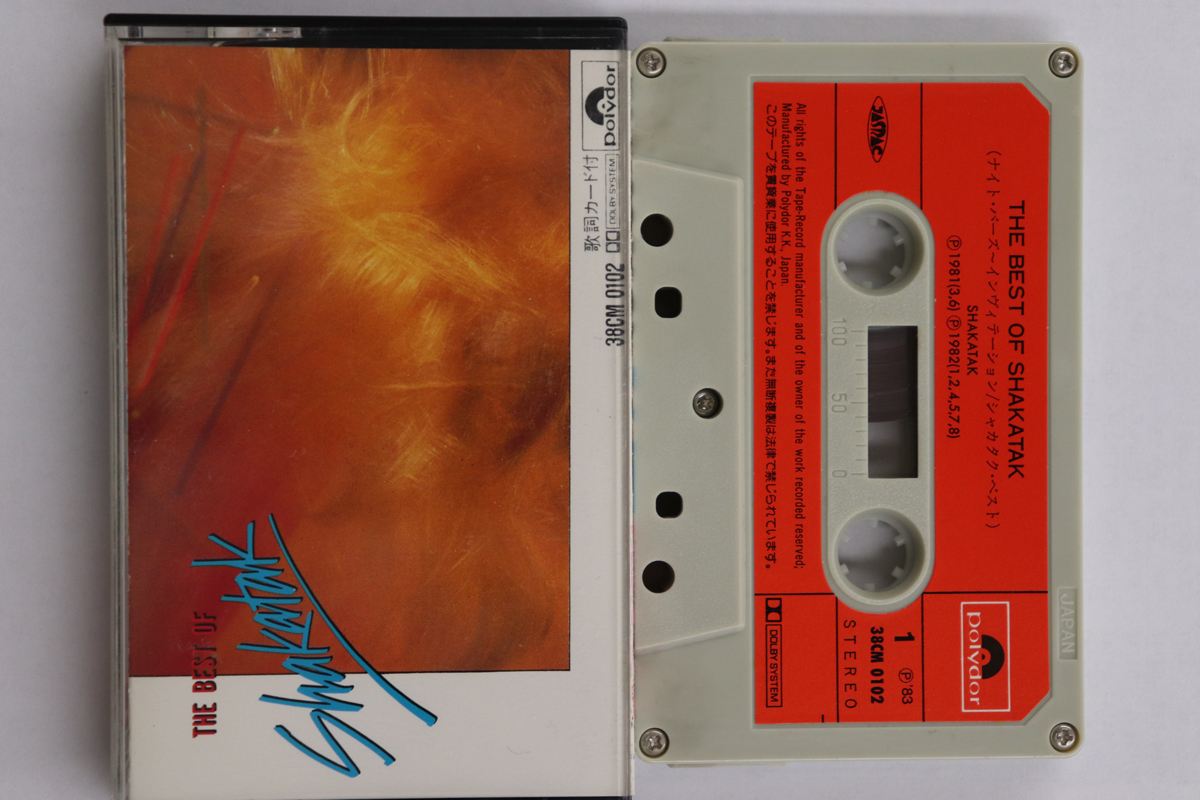 polydor
歌詞カード付
DOLBY SYSTEM
38CM 0102
THE BEST OF
Shakatak
THE BEST OF SHAKATAK
(ナイト・バーズ~インヴィテーション/シャカタク・ベスト)
SHAKATAK
Ⓟ1981(3,6) Ⓟ1982(1,2,4,5,7,8)
JASRAC
100 50 0
All rights of the Tape-Record manufacturer and of the owner of the work recorded reserved;
Manufactured by Polydor K.K., Japan.
このテープを賃貸業に使用することを禁じます。また無断複製は法律で禁じられています。
polydor
1 Ⓟ'83
38CM 0102
STEREO
DOLBY SYSTEM
JAPAN